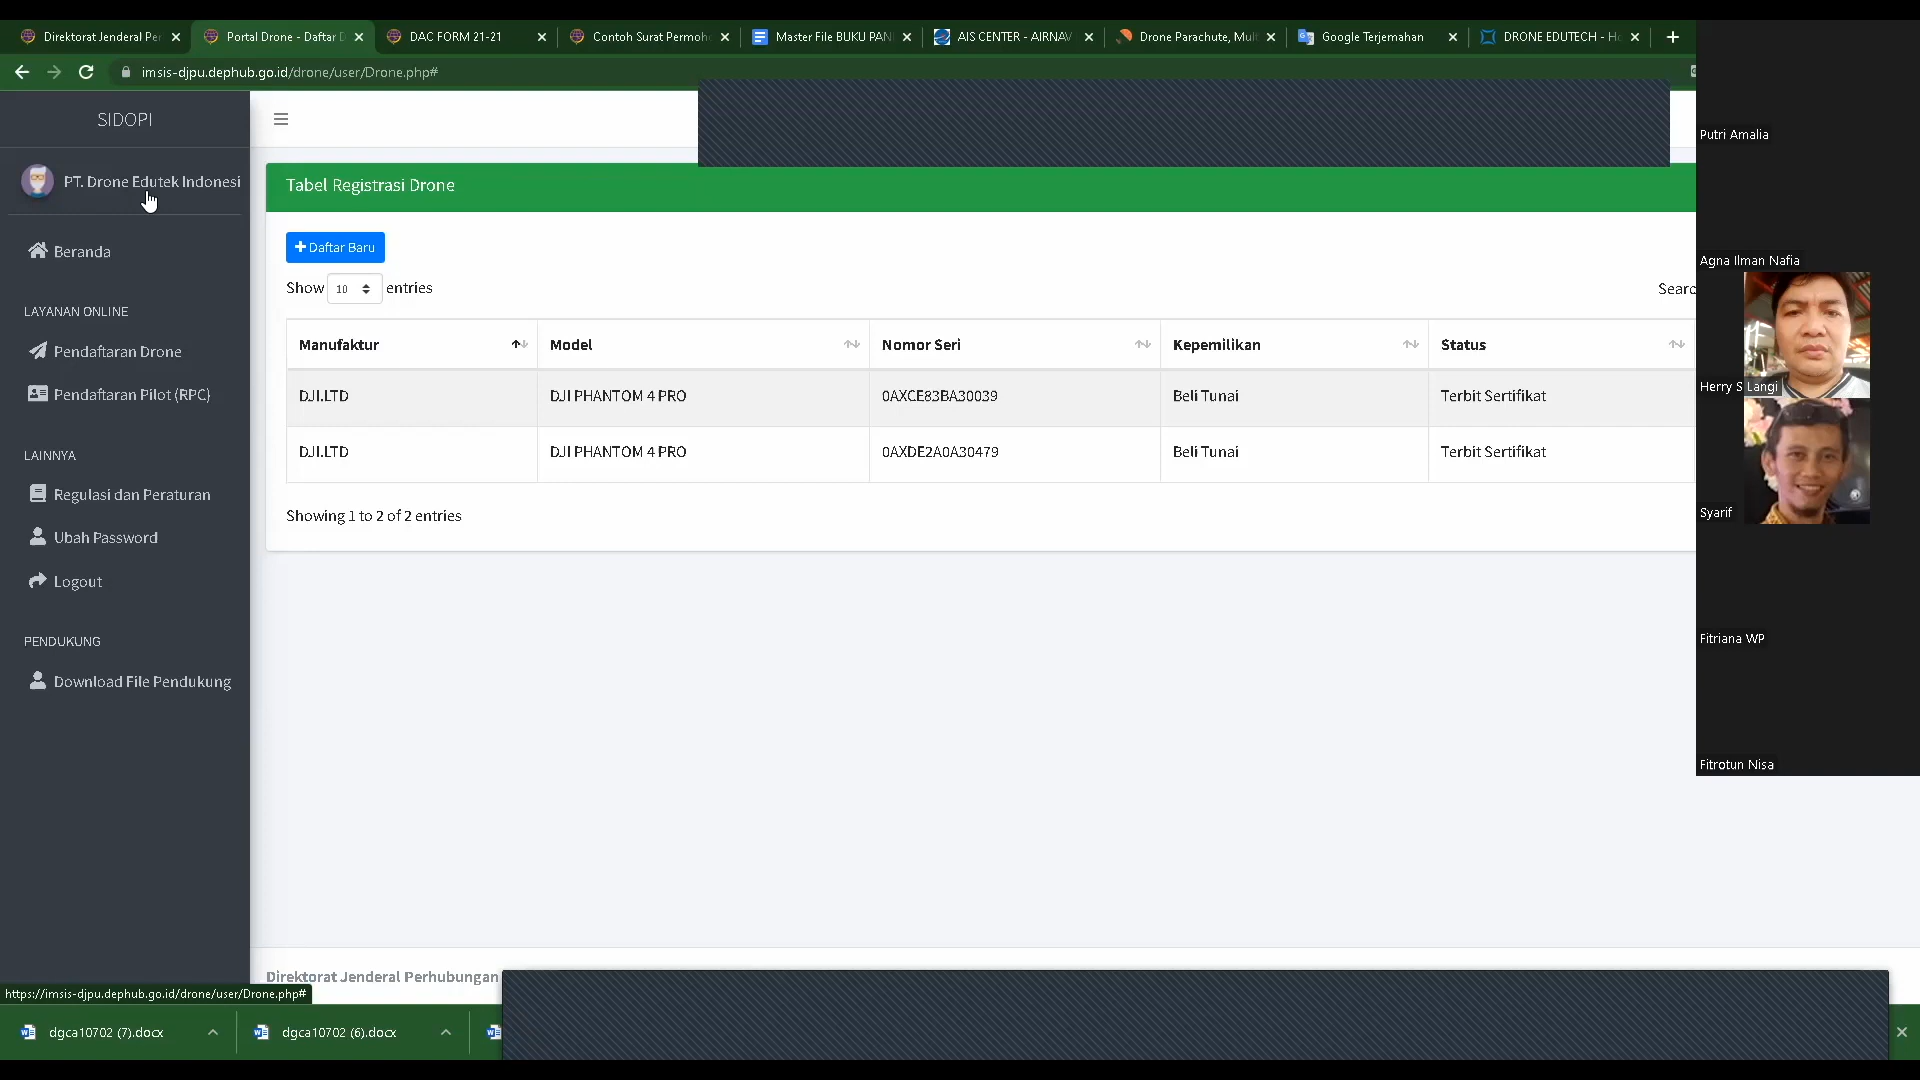 Direktorat Jenderal Per
Portal Drone - Daftar D
DAC FORM 21-21
Contoh Surat Permoho
Master File BUKU PAN
AIS CENTER - AIRNAV
Drone Parachute, Mul
Google Terjemahan
DRONE EDUTECH - Ho
imsis-djpu.dephub.go.id/drone/user/Drone.php#
SIDOPI
PT. Drone Edutek Indonesi
Beranda
LAYANAN ONLINE
Pendaftaran Drone
Pendaftaran Pilot (RPC)
LAINNYA
Regulasi dan Peraturan
Ubah Password
Logout
PENDUKUNG
Download File Pendukung
Tabel Registrasi Drone
Daftar Baru
Show 10 entries
Searc
Manufaktur Model Nomor Seri Kepemilikan Status
DJI.LTD DJI PHANTOM 4 PRO 0AXCE83BA30039 Beli Tunai Terbit Sertifikat
DJI.LTD DJI PHANTOM 4 PRO 0AXDE2A0A30479 Beli Tunai Terbit Sertifikat
Showing 1 to 2 of 2 entries
Direktorat Jenderal Perhubungan
https://imsis-djpu.dephub.go.id/drone/user/Drone.php#
dgca10702 (7).docx
dgca10702 (6).docx
Putri Amalia
Agna Ilman Nafia
Herry S Langi
Syarif
Fitriana WP
Fitrotun Nisa